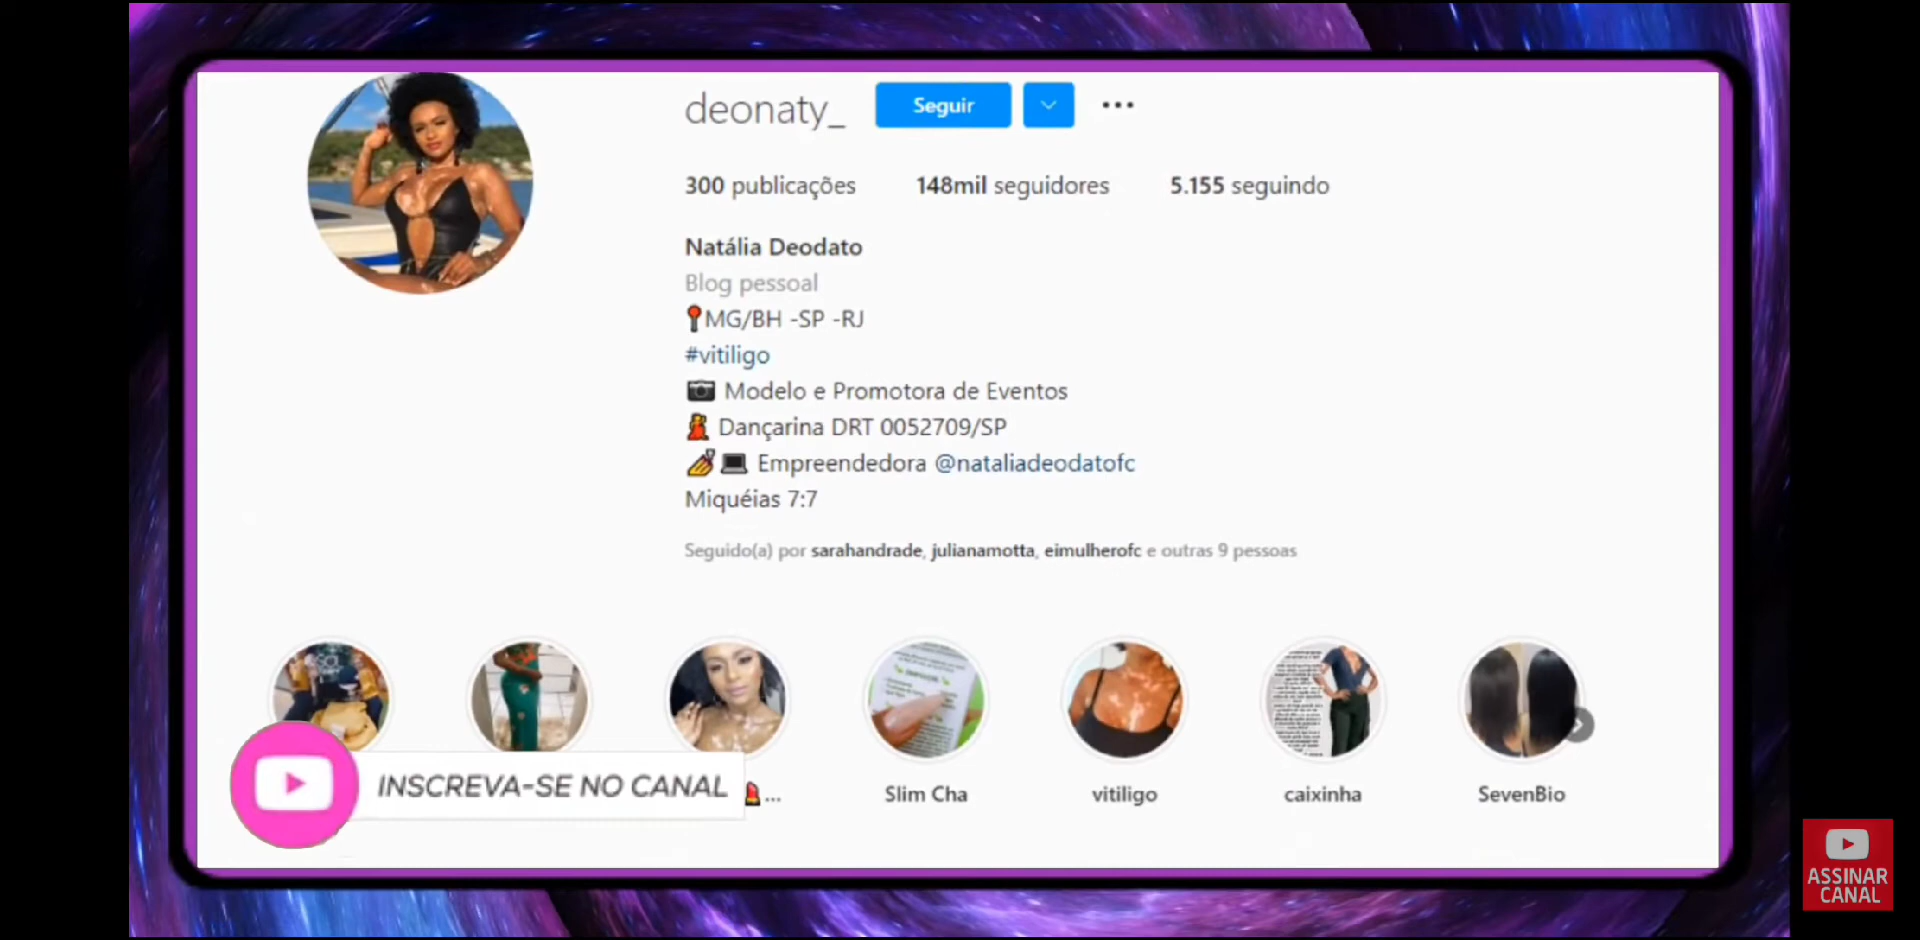 deonaty_
Seguir
300 publicações 148mil seguidores 5.155 seguindo
Natália Deodato
Blog pessoal
MG/BH -SP -RJ
#vitiligo
Modelo e Promotora de Eventos
Dançarina DRT 0052709/SP
Empreendedora @nataliadeodatofc
Miquéias 7:7
Seguido(a) por sarahandrade, julianamotta, eimulherofc e outras 9 pessoas
INSCREVA-SE NO CANAL
...
Slim Cha
vitiligo
caixinha
SevenBio
ASSINAR
CANAL